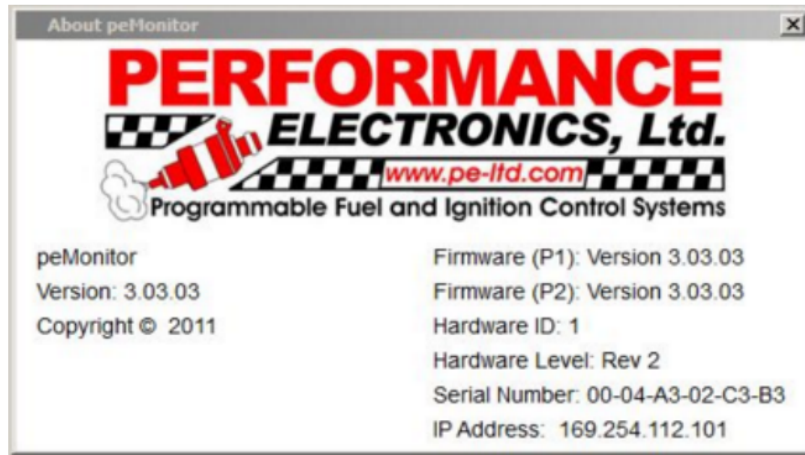 About peMonitor
PERFORMANCE
ELECTRONICS, Ltd.
www.pe-ltd.com
Programmable Fuel and Ignition Control Systems
peMonitor
Version: 3.03.03
Copyright © 2011
Firmware (P1): Version 3.03.03
Firmware (P2): Version 3.03.03
Hardware ID: 1
Hardware Level: Rev 2
Serial Number: 00-04-A3-02-C3-B3
IP Address: 169.254.112.101